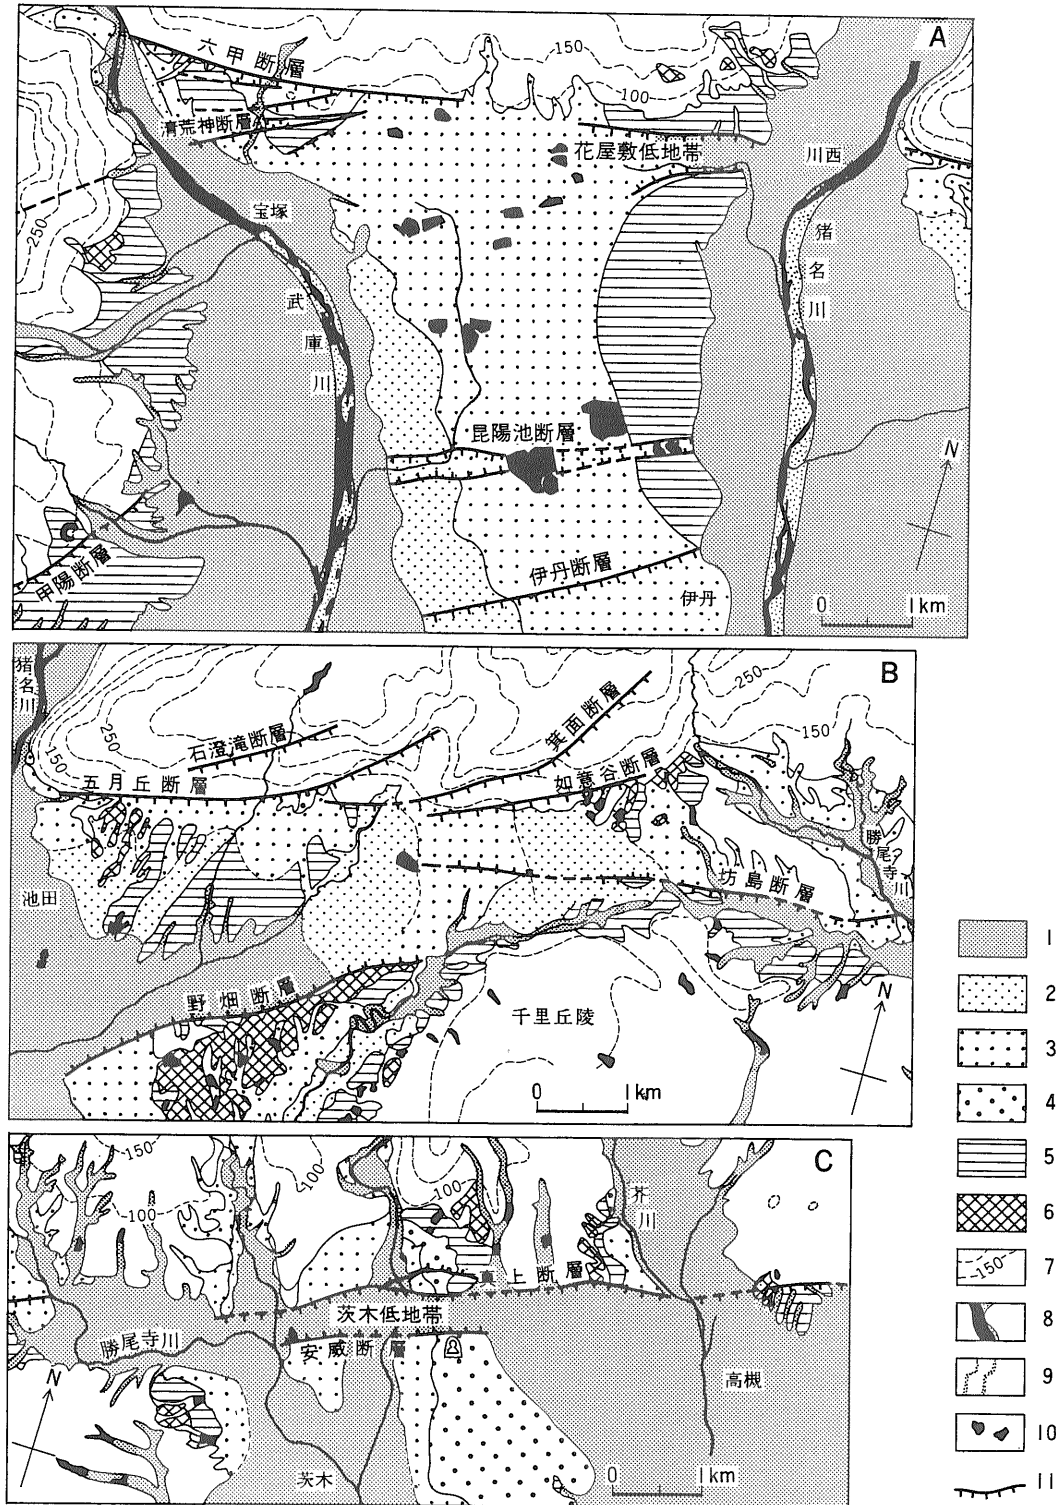 A
六甲断層
150
100
清荒神断層
花屋敷低地帯
川西
250
宝塚
猪名川
武庫川
昆陽池断層
N
甲陽断層
伊丹断層
伊丹
0 1km
B
猪名川
250
150
石澄滝断層
箕面断層
250
150
五月丘断層
如意谷断層
勝尾寺川
池田
坊島断層
野畑断層
千里丘陵
N
0 1km
C
150
100
100
100
芥川
真上断層
茨木低地帯
勝尾寺川
安威断層
N
高槻
茨木
0 1km
1
2
3
4
5
6
150
7
8
9
10
11